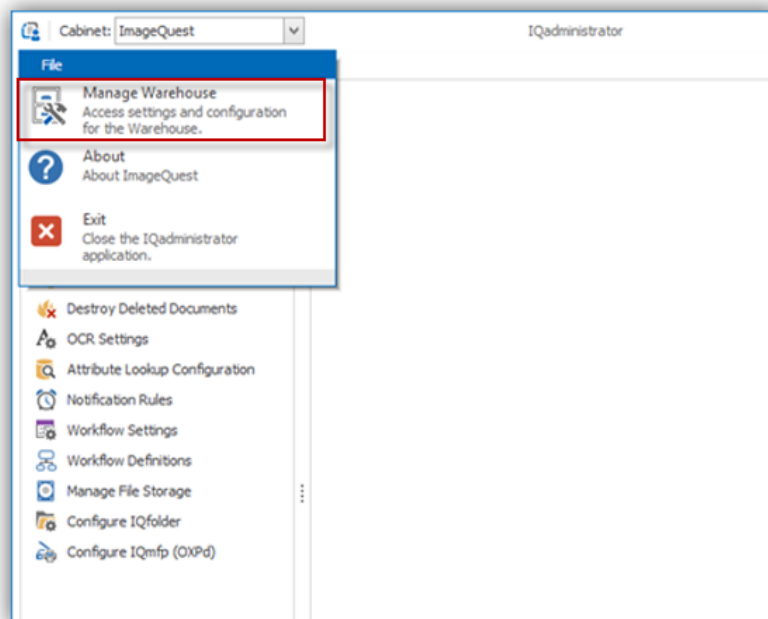 Cabinet: ImageQuest
IQadministrator
File
Manage Warehouse
Access settings and configuration
for the Warehouse.
About
About ImageQuest
Exit
Close the IQadministrator
application.
Destroy Deleted Documents
OCR Settings
Attribute Lookup Configuration
Notification Rules
Workflow Settings
Workflow Definitions
Manage File Storage
Configure IQfolder
Configure IQmfp (OXPd)